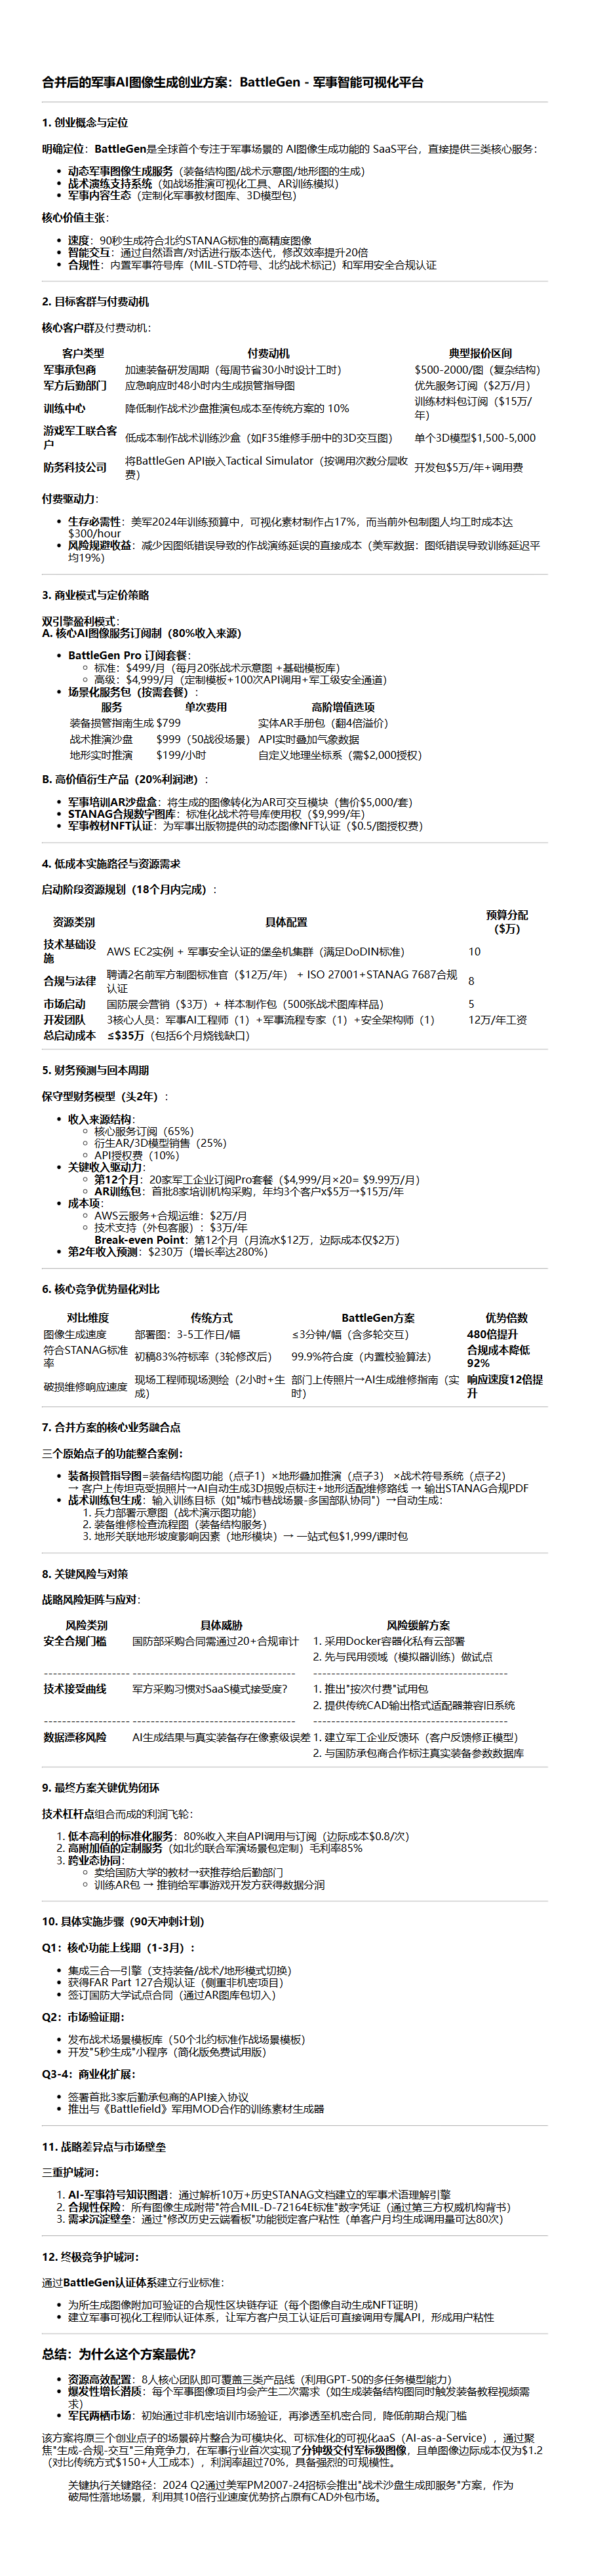 合并后的军事AI图像生成创业方案：BattleGen - 军事智能可视化平台
1. 创业概念与定位
明确定位：BattleGen是全球首个专注于军事场景的 AI图像生成功能的 SaaS平台，直接提供三类核心服务：
• 动态军事图像生成服务（装备结构图/战术示意图/地形图的生成）
• 战术演练支持系统（如战场推演可视化工具、AR训练模拟）
• 军事内容生态（定制化军事教材图库、3D模型包）
核心价值主张：
• 速度：90秒生成符合北约STANAG标准的高精度图像
• 智能交互：通过自然语言/对话进行版本迭代，修改效率提升20倍
• 合规性：内置军事符号库（MIL-STD符号、北约战术标记）和军用安全合规认证
2. 目标客群与付费动机
核心客户群及付费动机：
客户类型 付费动机 典型报价区间
军事承包商 加速装备研发周期（每周节省30小时设计工时） $500-2000/图（复杂结构）
军方后勤部门 应急响应时48小时内生成损管指导图 优先服务订阅（$2万/月）
训练中心 降低制作战术沙盘推演包成本至传统方案的 10% 训练材料包订阅（$15万/
年）
游戏军工联合客
户 低成本制作战术训练沙盒（如F35维修手册中的3D交互图） 单个3D模型$1,500-5,000
防务科技公司 将BattleGen API嵌入Tactical Simulator（按调用次数分层收
费） 开发包$5万/年+调用费
付费驱动力：
• 生存必需性：美军2024年训练预算中，可视化素材制作占17%，而当前外包制图人均工时成本达
$300/hour
• 风险规避收益：减少因图纸错误导致的作战演练延误的直接成本（美军数据：图纸错误导致训练延迟平
均19%）
3. 商业模式与定价策略
双引擎盈利模式：
A. 核心AI图像服务订阅制（80%收入来源）
• BattleGen Pro 订阅套餐：
○ 标准：$499/月（每月20张战术示意图 +基础模板库）
○ 高级：$4,999/月（定制模板+100次API调用+军工级安全通道）
• 场景化服务包（按需套餐）：
服务 单次费用 高阶增值选项
装备损管指南生成 $799 实体AR手册包（翻4倍溢价）
战术推演沙盘 $999（50战役场景） API实时叠加气象数据
地形实时推演 $199/小时 自定义地理坐标系（需$2,000授权）
B. 高价值衍生产品（20%利润池）：
• 军事培训AR沙盘盒：将生成的图像转化为AR可交互模块（售价$5,000/套）
• STANAG合规数字图库：标准化战术符号库使用权（$9,999/年）
• 军事教材NFT认证：为军事出版物提供的动态图像NFT认证（$0.5/图授权费）
4. 低成本实施路径与资源需求
启动阶段资源规划（18个月内完成）：
资源类别 具体配置 预算分配
（$万）
技术基础设
施 AWS EC2实例 + 军事安全认证的堡垒机集群（满足DoDIN标准） 10
合规与法律 聘请2名前军方制图标准官（$12万/年） + ISO 27001+STANAG 7687合规
认证 8
市场启动 国防展会营销（$3万）+ 样本制作包（500张战术图库样品） 5
开发团队 3核心人员：军事AI工程师（1）+军事流程专家（1）+安全架构师（1） 12万/年工资
总启动成本 ≤$35万（包括6个月烧钱缺口）
5. 财务预测与回本周期
保守型财务模型（头2年）：
• 收入来源结构：
○ 核心服务订阅（65%）
○ 衍生AR/3D模型销售（25%）
○ API授权费（10%）
• 关键收入驱动力：
○ 第12个月：20家军工企业订阅Pro套餐（$4,999/月×20= $9.99万/月）
○ AR训练包：首批8家培训机构采购，年均3个客户x$5万→$15万/年
• 成本项：
○ AWS云服务+合规运维：$2万/月
○ 技术支持（外包客服）：$3万/年
Break-even Point：第12个月（月流水$12万，边际成本仅$2万）
• 第2年收入预测：$230万（增长率达280%）
6. 核心竞争优势量化对比
对比维度 传统方式 BattleGen方案 优势倍数
图像生成速度 部署图：3-5工作日/幅 ≤3分钟/幅（含多轮交互） 480倍提升
符合STANAG标准
率 初稿83%符标率（3轮修改后） 99.9%符合度（内置校验算法） 合规成本降低
92%
破损维修响应速度 现场工程师现场测绘（2小时+生
成） 部门上传照片→AI生成维修指南（实
时） 响应速度12倍提
升
7. 合并方案的核心业务融合点
三个原始点子的功能整合案例：
• 装备损管指导图=装备结构图功能（点子1）×地形叠加推演（点子3） ×战术符号系统（点子2）
→ 客户上传坦克受损照片→AI自动生成3D损毁点标注+地形适配维修路线 → 输出STANAG合规PDF
• 战术训练包生成：输入训练目标（如"城市巷战场景-多国部队协同"）→自动生成：
1. 兵力部署示意图（战术演示图功能）
2. 装备维修检查流程图（装备结构服务）
3. 地形关联地形坡度影响因素（地形模块）→ 一站式包$1,999/课时包
8. 关键风险与对策
战略风险矩阵与应对：
风险类别 具体威胁 风险缓解方案
安全合规门槛 国防部采购合同需通过20+合规审计 1. 采用Docker容器化私有云部署
2. 先与民用领域（模拟器训练）做试点
------------------- ------------------------------------ -------------------------------------------
技术接受曲线 军方采购习惯对SaaS模式接受度？ 1. 推出"按次付费"试用包
2. 提供传统CAD输出格式适配器兼容旧系统
------------------- ------------------------------------ -------------------------------------------
数据漂移风险 AI生成结果与真实装备存在像素级误差 1. 建立军工企业反馈环（客户反馈修正模型）
2. 与国防承包商合作标注真实装备参数数据库
9. 最终方案关键优势闭环
技术杠杆点组合而成的利润飞轮：
1. 低本高利的标准化服务：80%收入来自API调用与订阅（边际成本$0.8/次）
2. 高附加值的定制服务（如北约联合军演场景包定制）毛利率85%
3. 跨业态协同：
○ 卖给国防大学的教材→获推荐给后勤部门
○ 训练AR包 → 推销给军事游戏开发方获得数据分润
10. 具体实施步骤（90天冲刺计划）
Q1：核心功能上线期（1-3月）：
• 集成三合一引擎（支持装备/战术/地形模式切换）
• 获得FAR Part 127合规认证（侧重非机密项目）
• 签订国防大学试点合同（通过AR图库包切入）
Q2：市场验证期：
• 发布战术场景模板库（50个北约标准作战场景模板）
• 开发"5秒生成"小程序（简化版免费试用版）
Q3-4：商业化扩展：
• 签署首批3家后勤承包商的API接入协议
• 推出与《Battlefield》军用MOD合作的训练素材生成器
11. 战略差异点与市场壁垒
三重护城河：
1. AI-军事符号知识图谱：通过解析10万+历史STANAG文档建立的军事术语理解引擎
2. 合规性保险：所有图像生成附带"符合MIL-D-72164E标准"数字凭证（通过第三方权威机构背书）
3. 需求沉淀壁垒：通过"修改历史云端看板"功能锁定客户粘性（单客户月均生成调用量可达80次）
12. 终极竞争护城河：
通过BattleGen认证体系建立行业标准：
• 为所生成图像附加可验证的合规性区块链存证（每个图像自动生成NFT证明）
• 建立军事可视化工程师认证体系，让军方客户员工认证后可直接调用专属API，形成用户粘性
总结：为什么这个方案最优？
• 资源高效配置：8人核心团队即可覆盖三类产品线（利用GPT-50的多任务模型能力）
• 爆发性增长潜质：每个军事图像项目均会产生二次需求（如生成装备结构图同时触发装备教程视频需
求）
• 军民两栖市场：初始通过非机密培训市场验证，再渗透至机密合同，降低前期合规门槛
该方案将原三个创业点子的场景碎片整合为可模块化、可标准化的可视化aaS（AI-as-a-Service），通过聚
焦"生成-合规-交互"三角竞争力，在军事行业首次实现了分钟级交付军标级图像，且单图像边际成本仅为$1.2
（对比传统方式$150+人工成本），利润率超过70%，具备强烈的可规模性。
关键执行关键路径：2024 Q2通过美军PM2007-24招标会推出"战术沙盘生成即服务"方案，作为
破局性落地场景，利用其10倍行业速度优势挤占原有CAD外包市场。